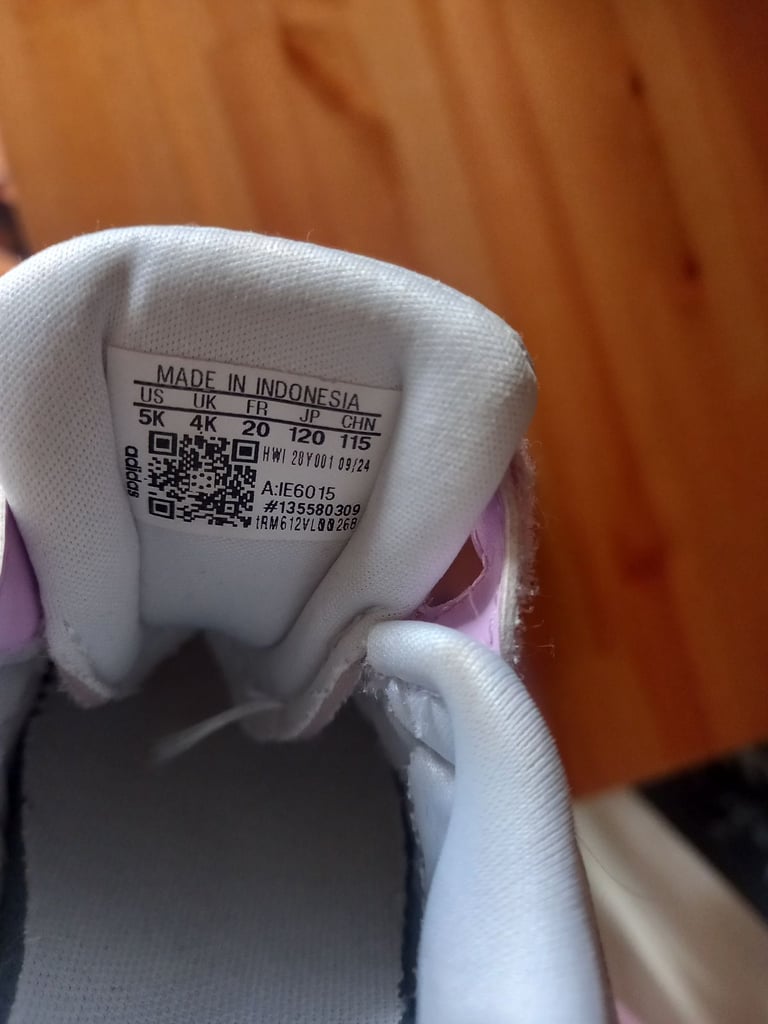 MADE IN INDONESIA
US UK FR JP CHN
5K 4K 20 120 115
HWI 28Y001 09/24
adidas
A:IE6015
#135580309